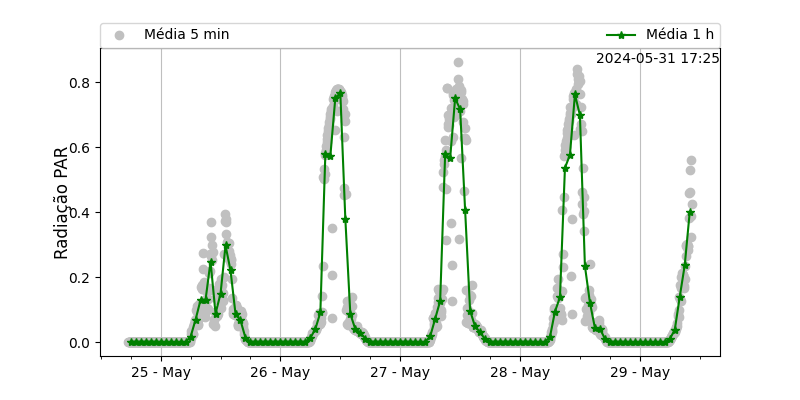 Média 5 min
Média 1 h
2024-05-31 17:25
Radiação PAR
0.8
0.6
0.4
0.2
0.0
25 - May
26 - May
27 - May
28 - May
29 - May